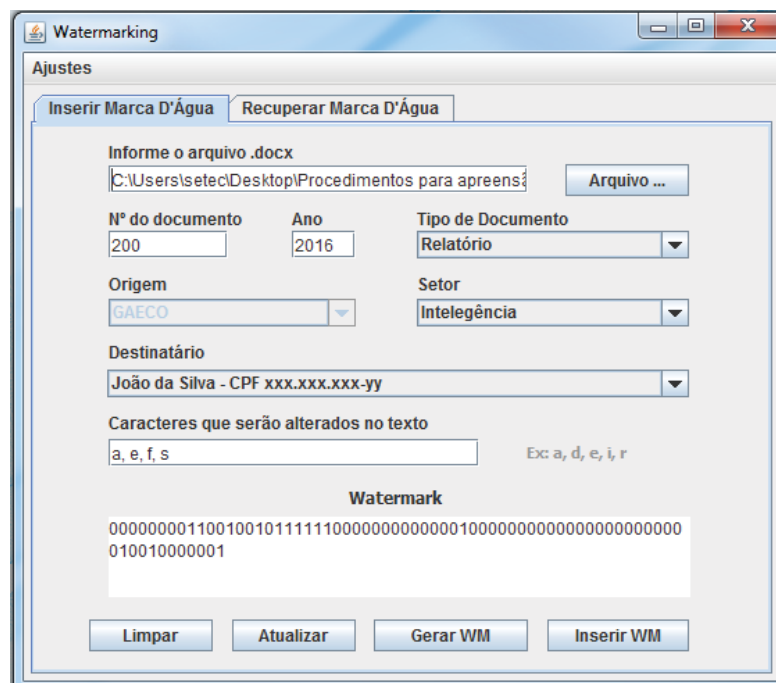 Watermarking
Ajustes
Inserir Marca D'Água Recuperar Marca D'Água
Informe o arquivo .docx
C:\Users\setec\Desktop\Procedimentos para apreensã Arquivo ...
Nº do documento Ano Tipo de Documento
200 2016 Relatório
Origem Setor
GAECO Intelegência
Destinatário
João da Silva - CPF xxx.xxx.xxx-yy
Caracteres que serão alterados no texto
a, e, f, s Ex: a, d, e, i, r
Watermark
0000000011001001011111100000000000001000000000000000000000
010010000001
Limpar Atualizar Gerar WM Inserir WM